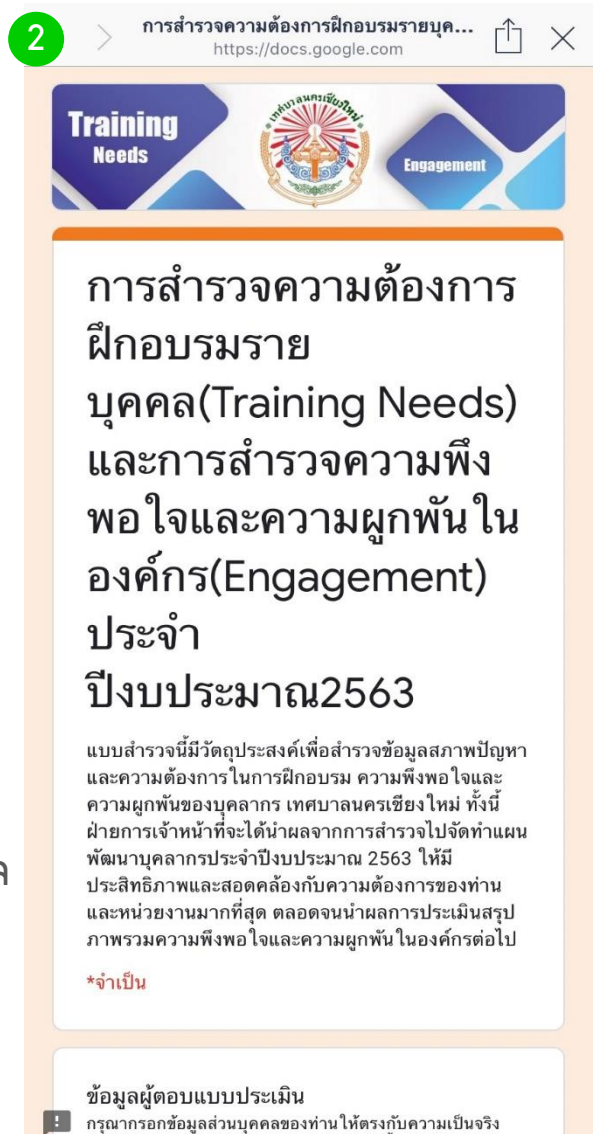 2
การสำรวจความต้องการฝึกอบรมรายบุค...
https://docs.google.com
Training
Needs
เทศบาลนครเชียงใหม่
Engagement
การสำรวจความต้องการ
ฝึกอบรมราย
บุคคล(Training Needs)
และการสำรวจความพึง
พอใจและความผูกพันใน
องค์กร(Engagement)
ประจำ
ปีงบประมาณ2563
แบบสำรวจนี้มีวัตถุประสงค์เพื่อสำรวจข้อมูลสภาพปัญหา
และความต้องการในการฝึกอบรม ความพึงพอใจและ
ความผูกพันของบุคลากร เทศบาลนครเชียงใหม่ ทั้งนี้
ฝ่ายการเจ้าหน้าที่จะได้นำผลจากการสำรวจไปจัดทำแผน
พัฒนาบุคลากรประจำปีงบประมาณ 2563 ให้มี
ประสิทธิภาพและสอดคล้องกับความต้องการของท่าน
และหน่วยงานมากที่สุด ตลอดจนนำผลการประเมินสรุป
ภาพรวมความพึงพอใจและความผูกพันในองค์กรต่อไป
*จำเป็น
ข้อมูลผู้ตอบแบบประเมิน
กรุณากรอกข้อมูลส่วนบุคคลของท่านให้ตรงกับความเป็นจริง